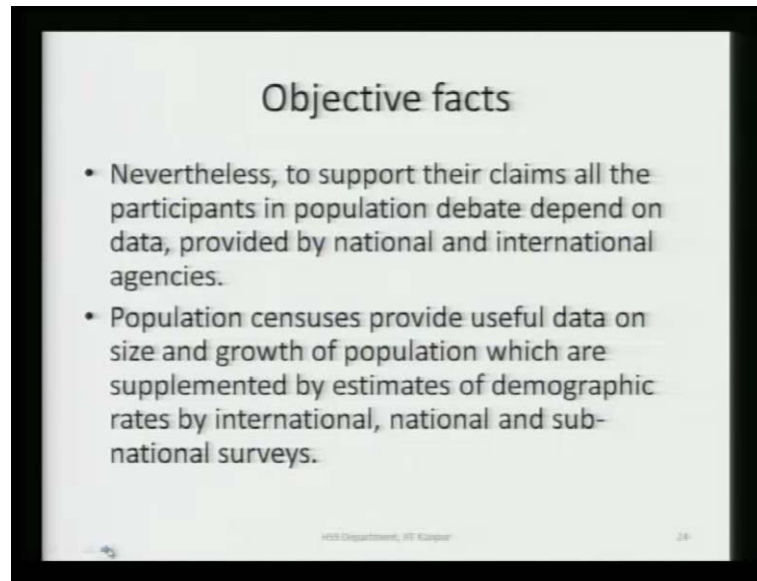 Objective facts
• Nevertheless, to support their claims all the
participants in population debate depend on
data, provided by national and international
agencies.
• Population censuses provide useful data on
size and growth of population which are
supplemented by estimates of demographic
rates by international, national and sub-
national surveys.
HSS Department, IIT Kanpur
24